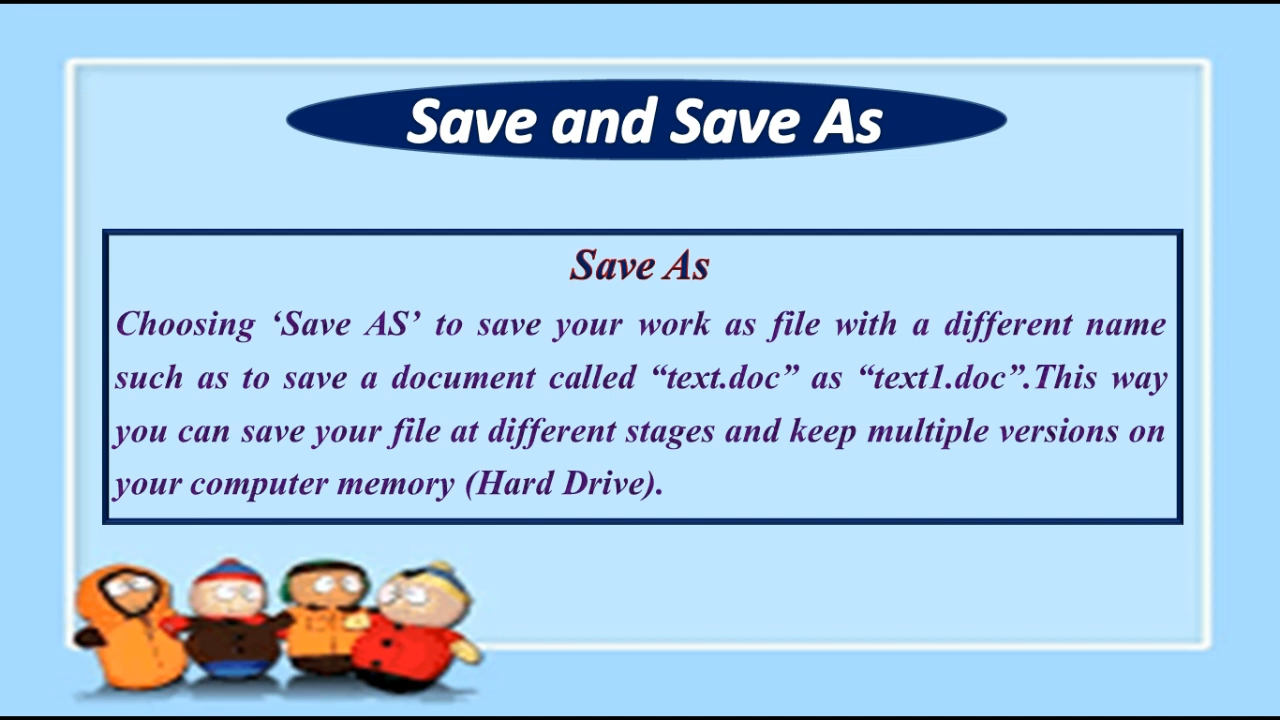 Save and Save As
Save As
Choosing ‘Save AS’ to save your work as file with a different name
such as to save a document called “text.doc” as “text1.doc”.This way
you can save your file at different stages and keep multiple versions on
your computer memory (Hard Drive).